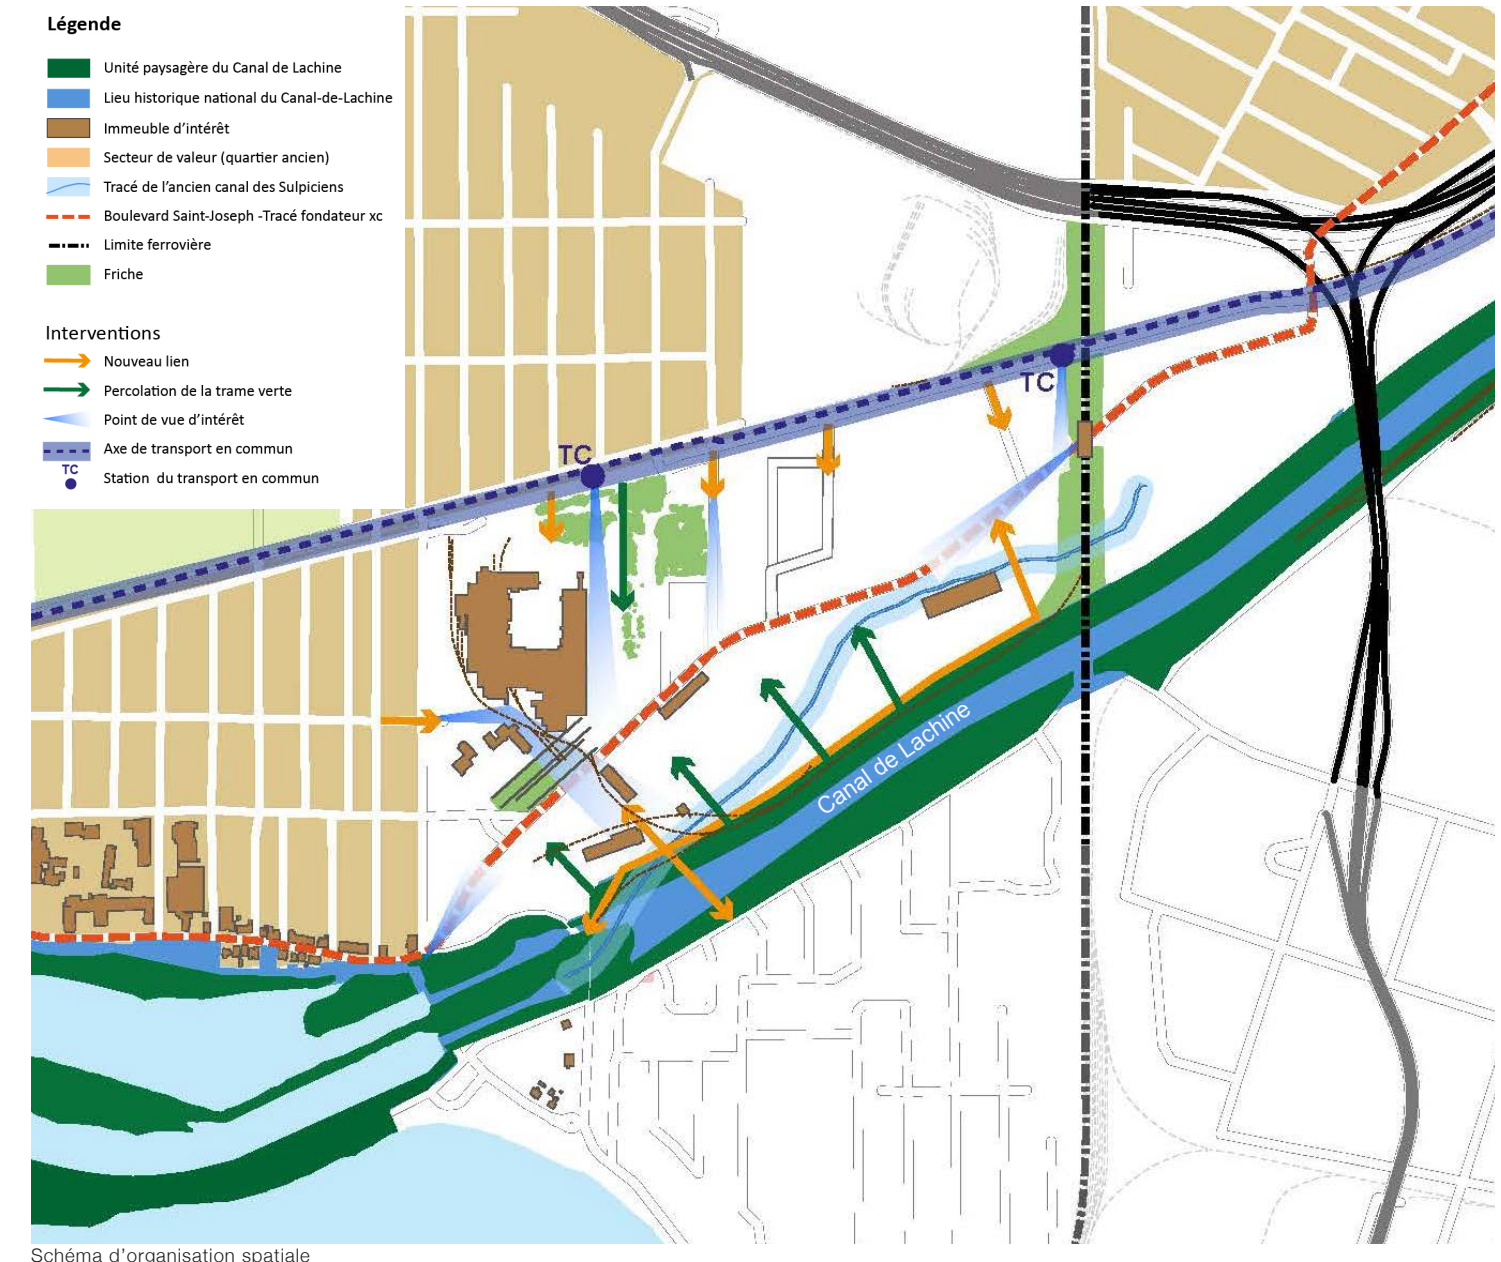 Légende
Unité paysagère du Canal de Lachine
Lieu historique national du Canal-de-Lachine
Immeuble d'intérêt
Secteur de valeur (quartier ancien)
Tracé de l'ancien canal des Sulpiciens
Boulevard Saint-Joseph -Tracé fondateur xc
Limite ferrovière
Friche
Interventions
Nouveau lien
Percolation de la trame verte
Point de vue d'intérêt
Axe de transport en commun
TC
Station du transport en commun
TC
TC
Canal de Lachine
Schéma d'organisation spatiale